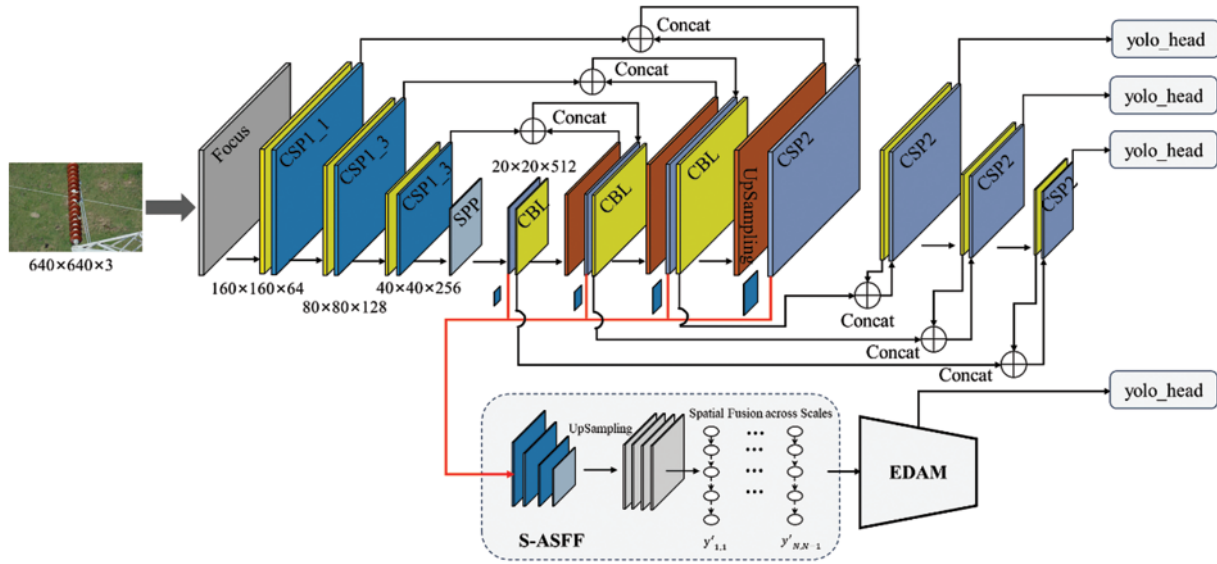 Concat
yolo_head
Concat
yolo_head
Concat
yolo_head
Focus
CSP1_1
CSP1_3
CSP1_3
SPP
20×20×512
CBL
CBL
CBL
UpSampling
CSP2
CSP2
CSP2
CSP2
640×640×3
160×160×64
80×80×128
40×40×256
Concat
Concat
Concat
yolo_head
UpSampling
Spatial Fusion across Scales
... ...
... ...
... ...
EDAM
S-ASFF
y'1,1
y'N,N-1